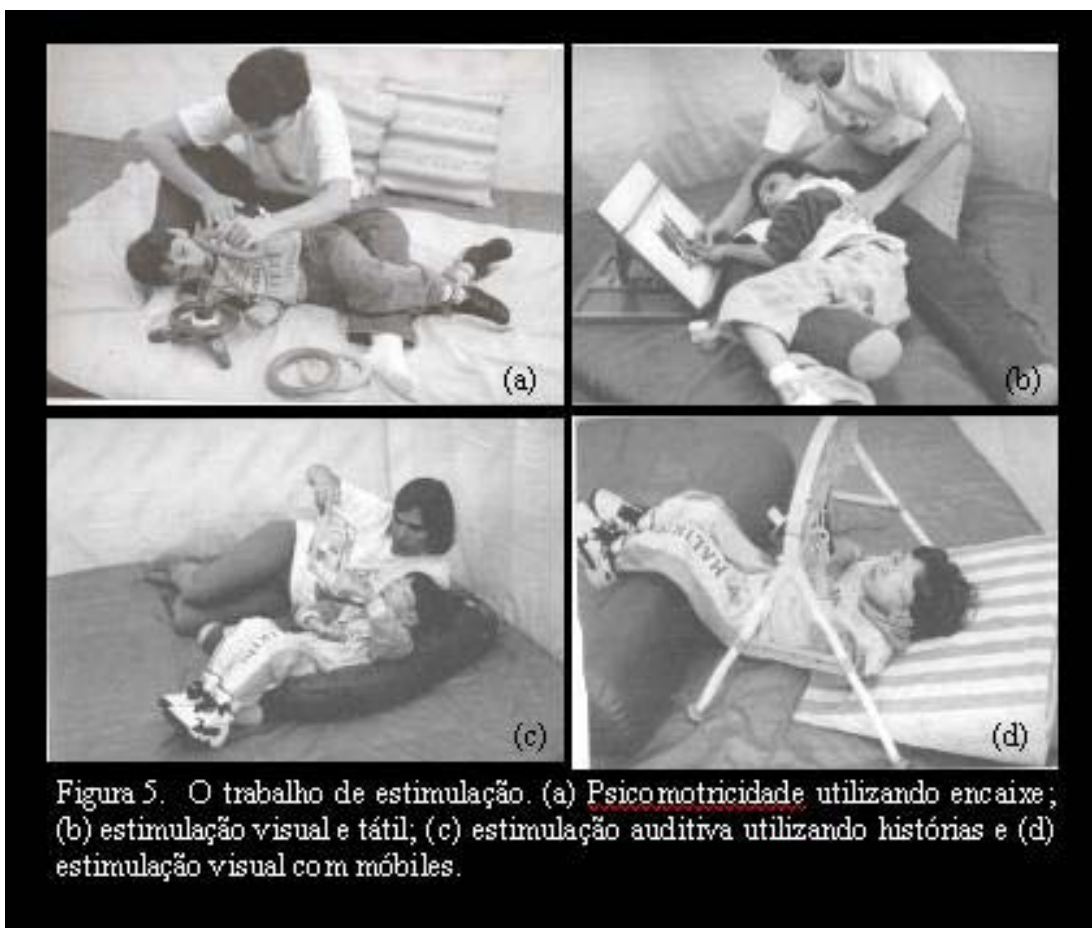 (a)
(b)
(c)
(d)
Figura 5. O trabalho de estimulação. (a) Psicomotricidade utilizando encaixe;
(b) estimulação visual e tátil; (c) estimulação auditiva utilizando histórias e (d)
estimulação visual com móbiles.